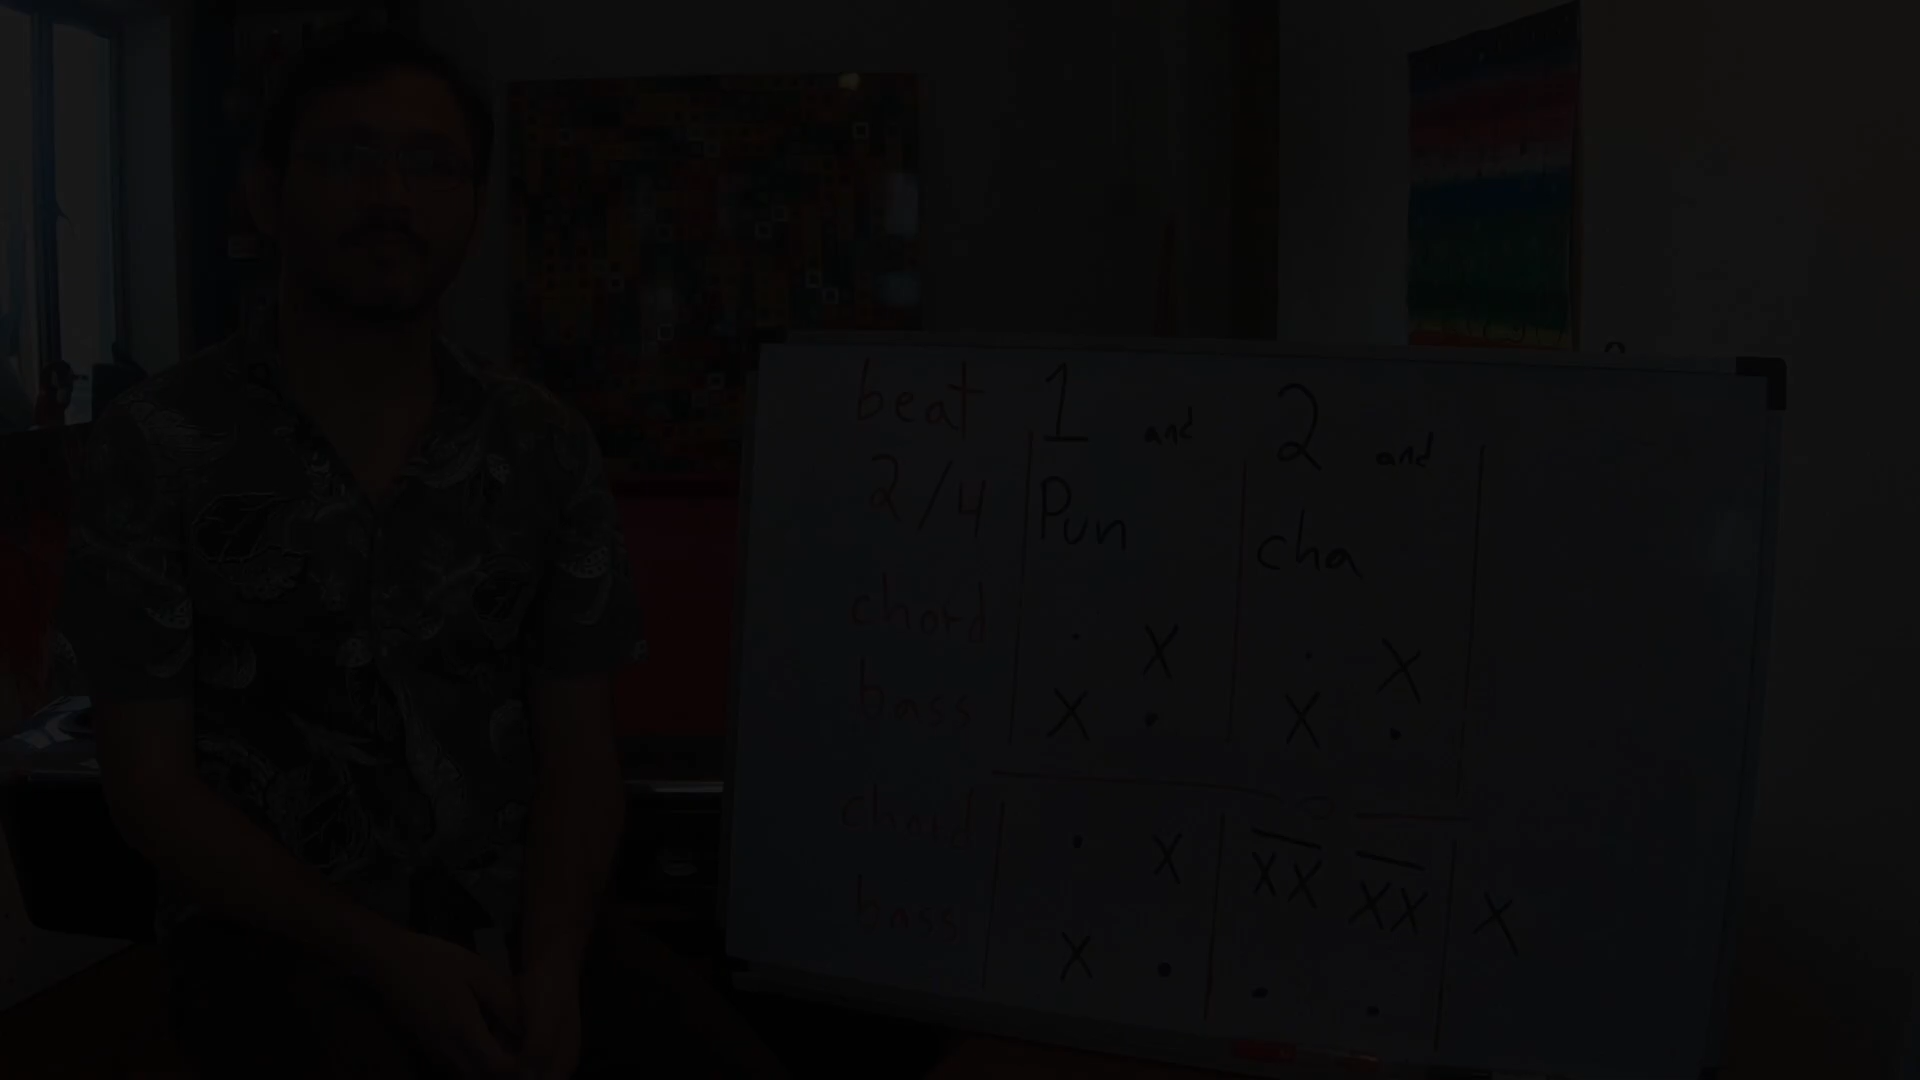 beat 1 and 2 and
2/4 Pun cha
chord . X . X
bass X . X .
chord . X XX XX X
bass X . . .